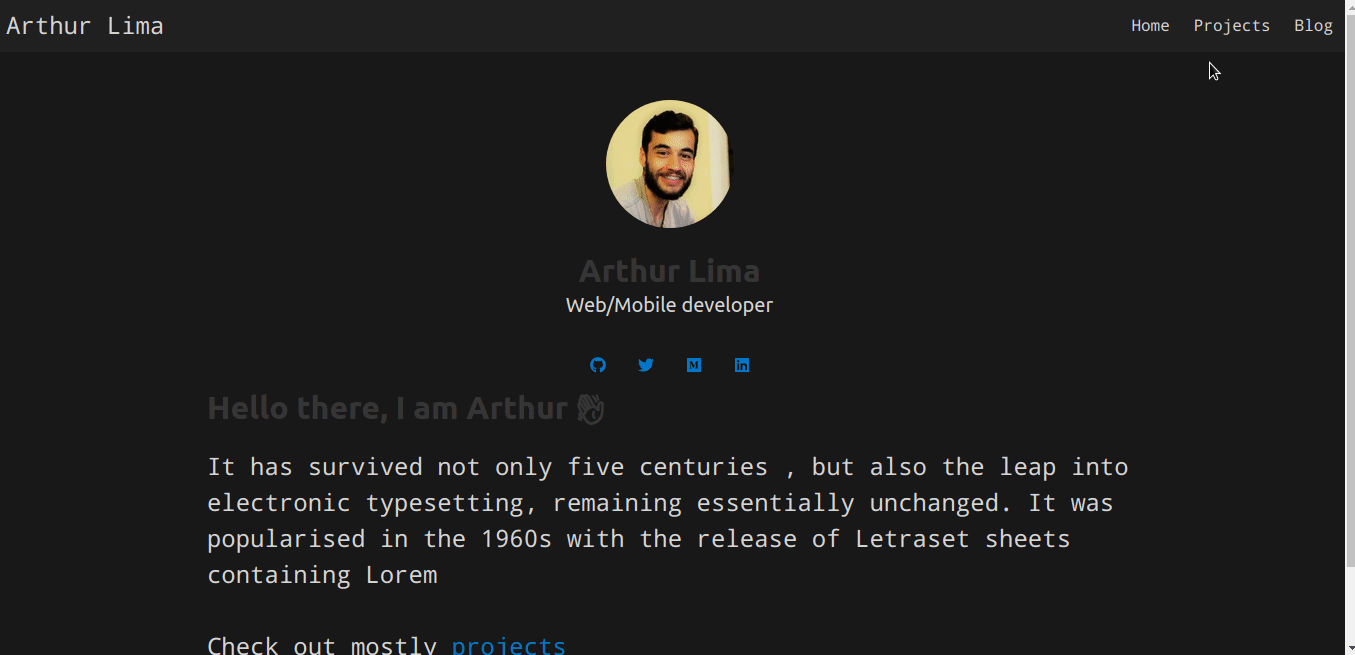 Arthur Lima
Home Projects Blog
Arthur Lima
Web/Mobile developer
Hello there, I am Arthur 👋
It has survived not only five centuries , but also the leap into
electronic typesetting, remaining essentially unchanged. It was
popularised in the 1960s with the release of Letraset sheets
containing Lorem
Check out mostly projects